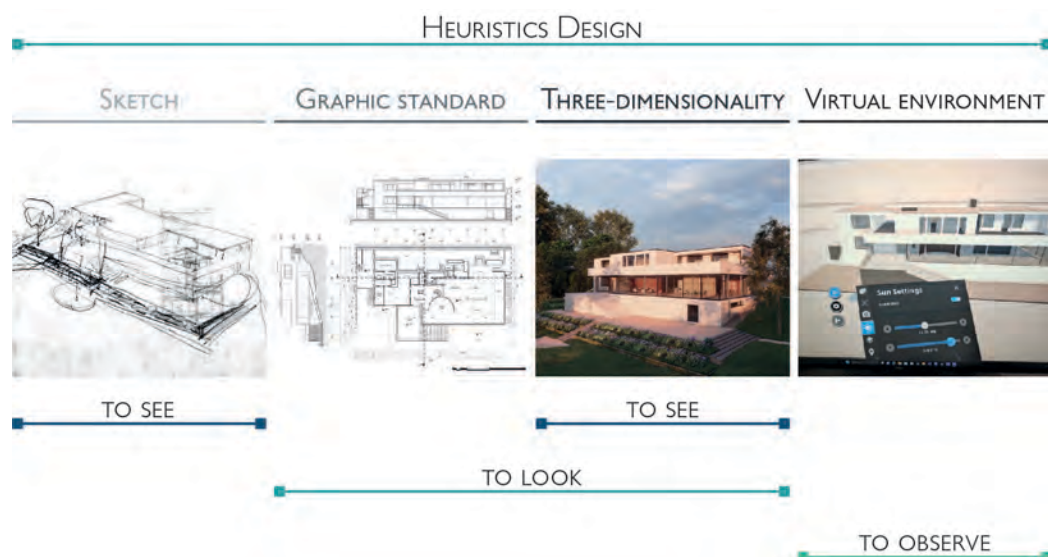 HEURISTICS DESIGN
SKETCH
GRAPHIC STANDARD
THREE-DIMENSIONALITY
VIRTUAL ENVIRONMENT
Sun Settings
TO SEE
TO SEE
TO LOOK
TO OBSERVE